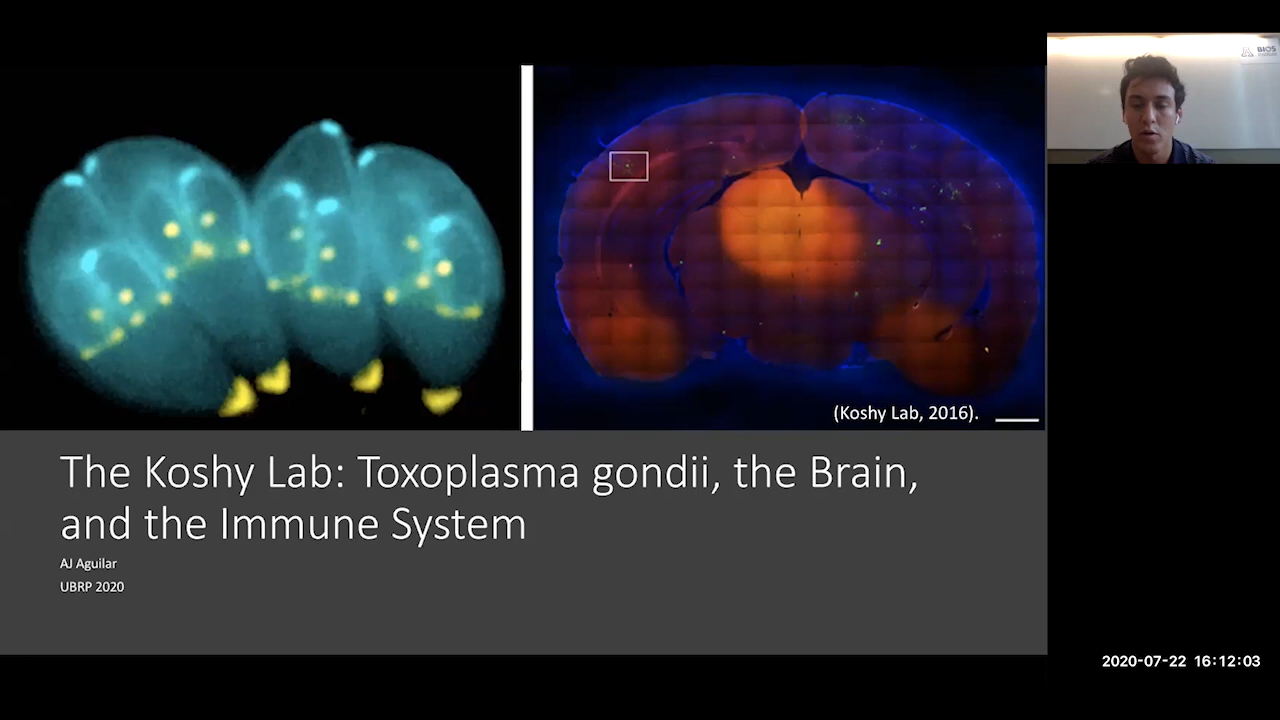 BIO5
(Koshy Lab, 2016).
The Koshy Lab: Toxoplasma gondii, the Brain,
and the Immune System
AJ Aguilar
UBRP 2020
2020-07-22 16:12:03